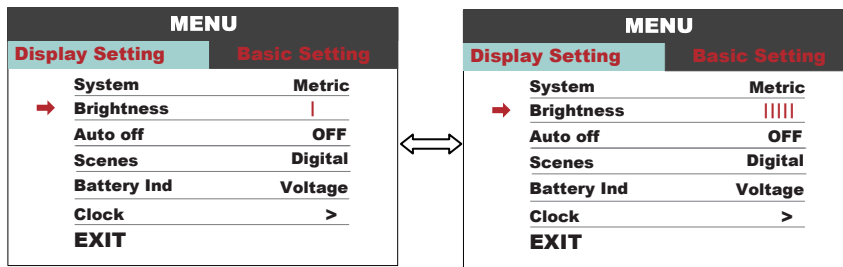 MENU
Display Setting Basic Setting
System Metric
Brightness |
Auto off OFF
Scenes Digital
Battery Ind Voltage
Clock >
EXIT
MENU
Display Setting Basic Setting
System Metric
Brightness |||||
Auto off OFF
Scenes Digital
Battery Ind Voltage
Clock >
EXIT